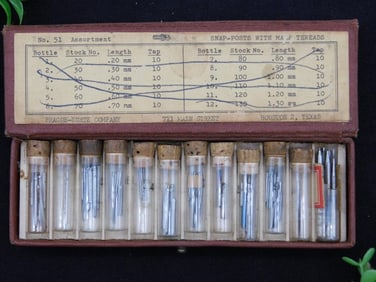 No. 51 Assortment SNAP-POSTS WITH HALF THREADS
Bottle Stock No. Length Tap Bottle Stock No. Length Tap
1. 20 .20 mm 10 7. 80 .80 mm 10
2. 30 .30 mm 10 8. 90 .90 mm 10
3. 40 .40 mm 10 9. 100 1.00 mm 10
4. 50 .50 mm 10 10. 110 1.10 mm 10
5. 60 10 11. 120 1.20 mm 10
6. 70 .70 mm 10 12. 130 1.30 mm 10
COMPANY 711 MAIN STREET HOUSTON 2, TEXAS